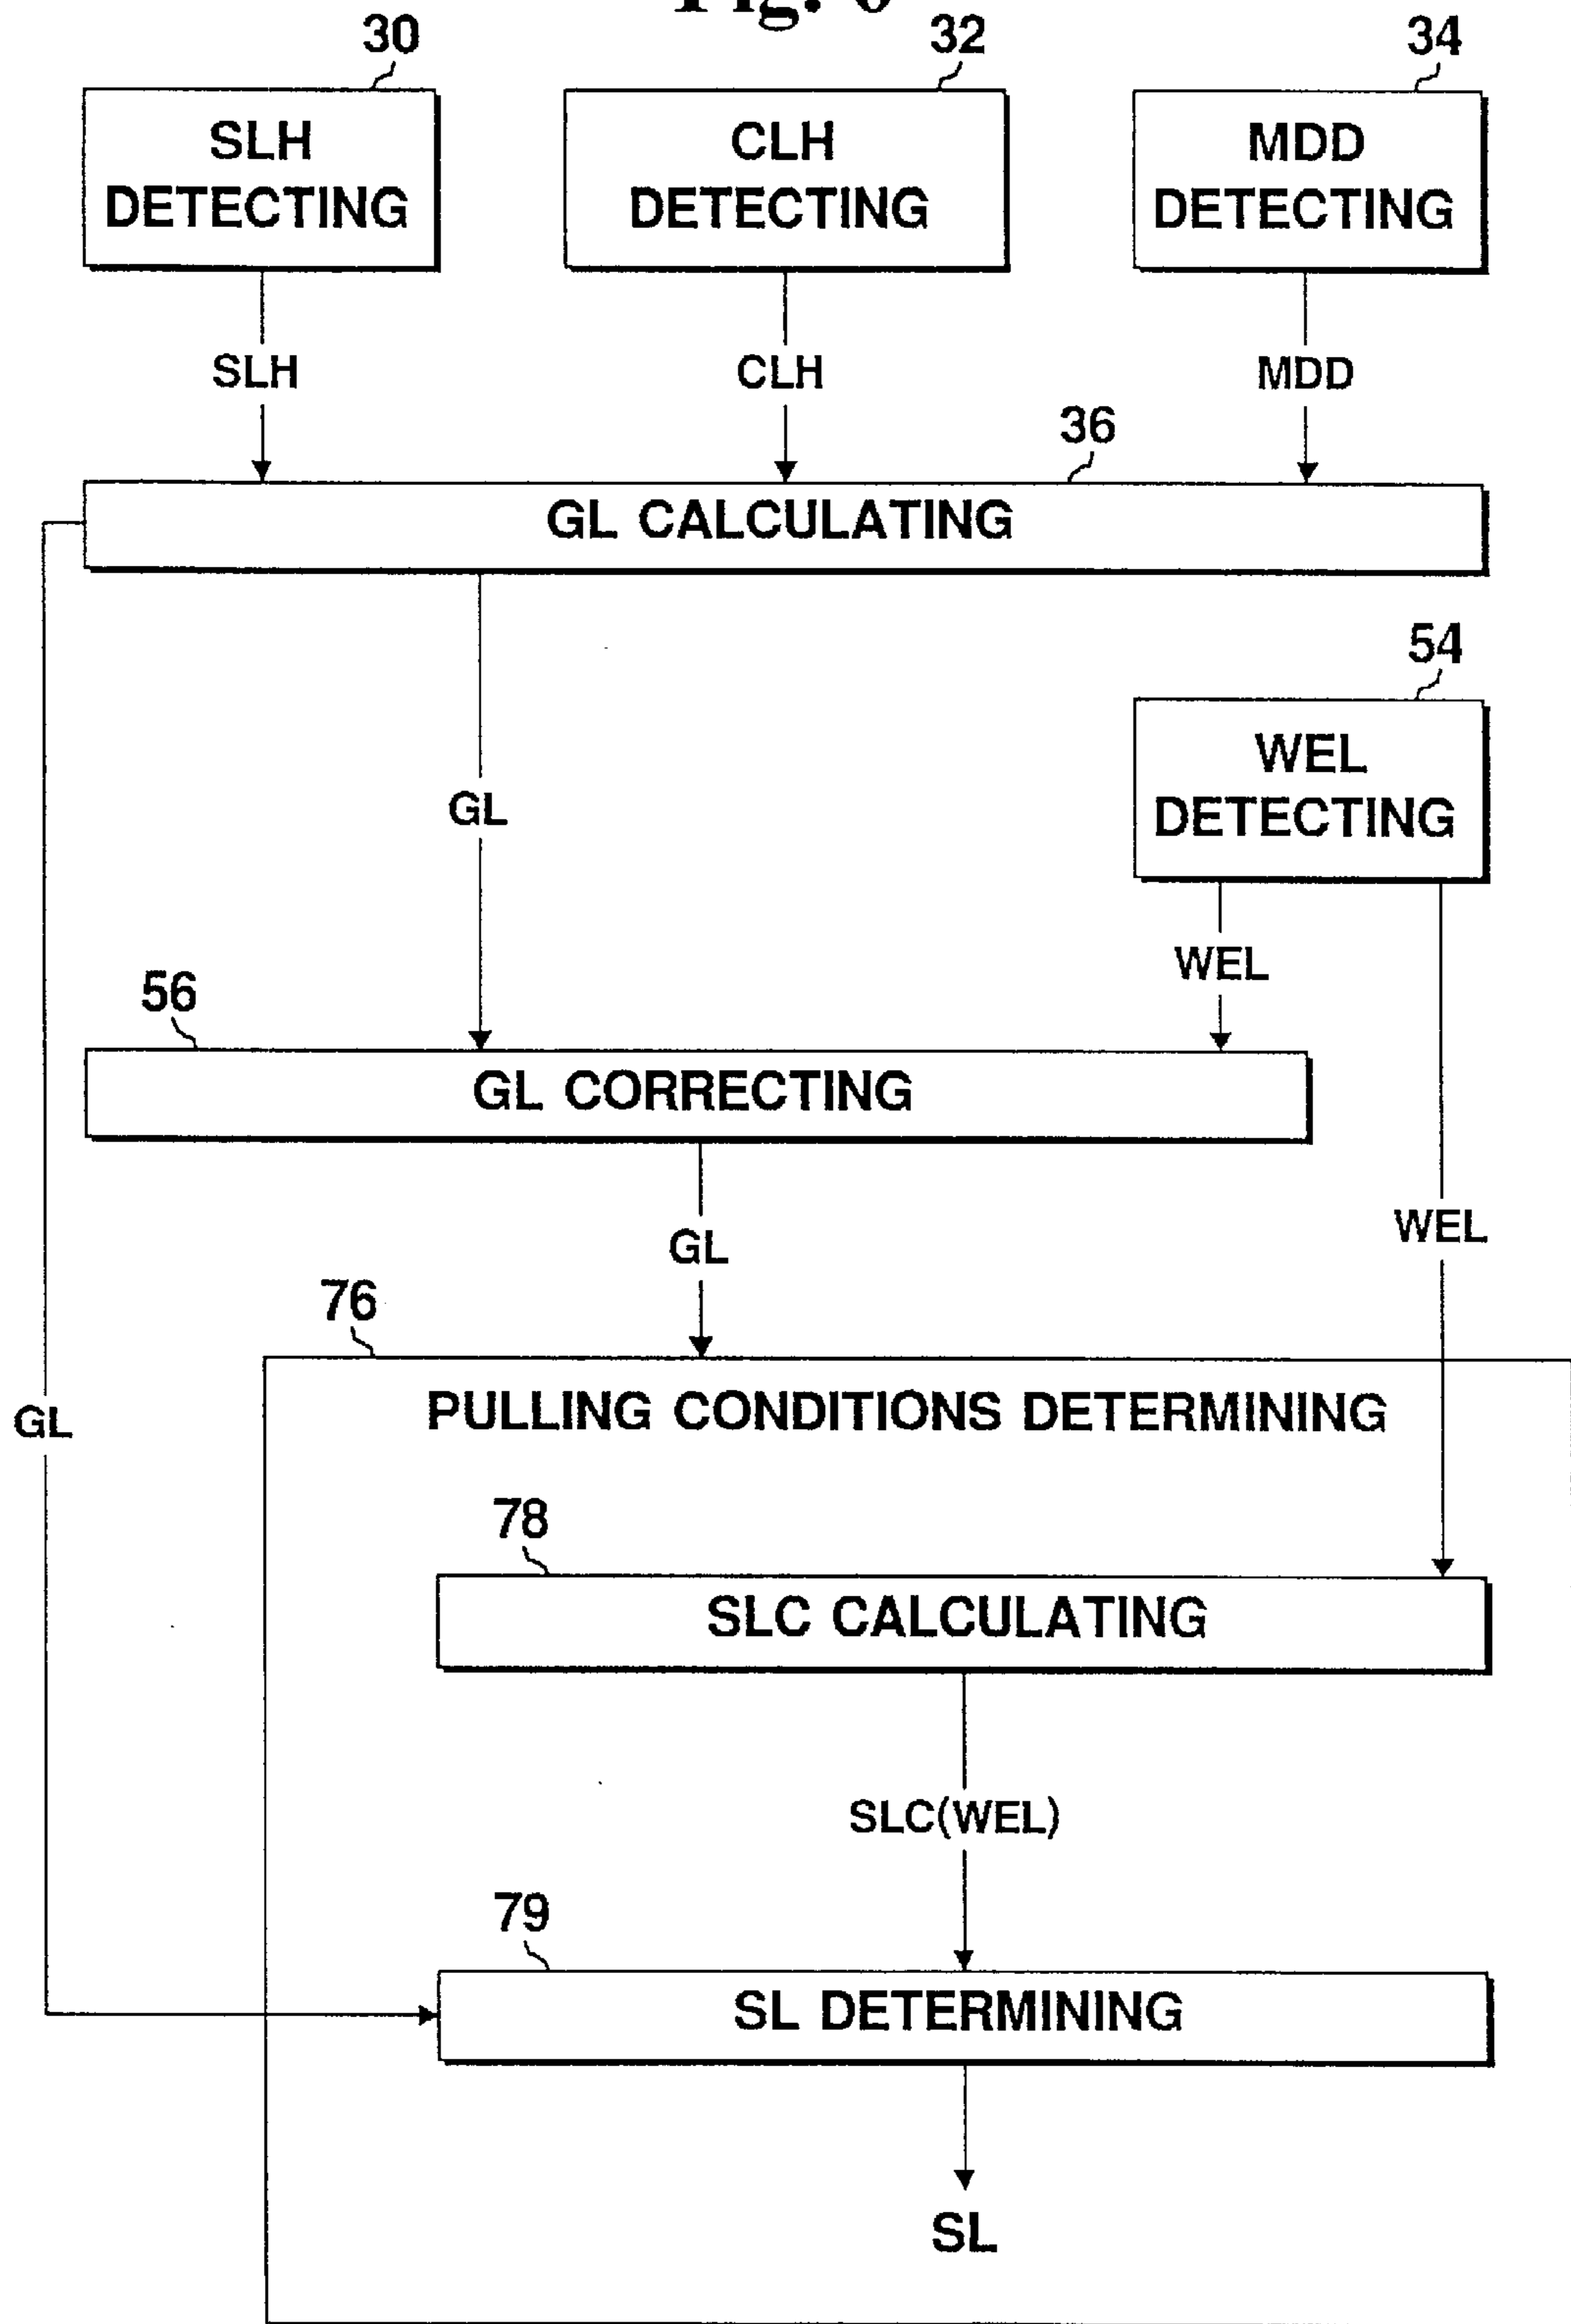 30
32
34
SLH
DETECTING
CLH
DETECTING
MDD
DETECTING
SLH
CLH
MDD
36
GL CALCULATING
54
WEL
DETECTING
GL
WEL
56
GL CORRECTING
WEL
GL
76
PULLING CONDITIONS DETERMINING
GL
78
SLC CALCULATING
SLC(WEL)
79
SL DETERMINING
SL